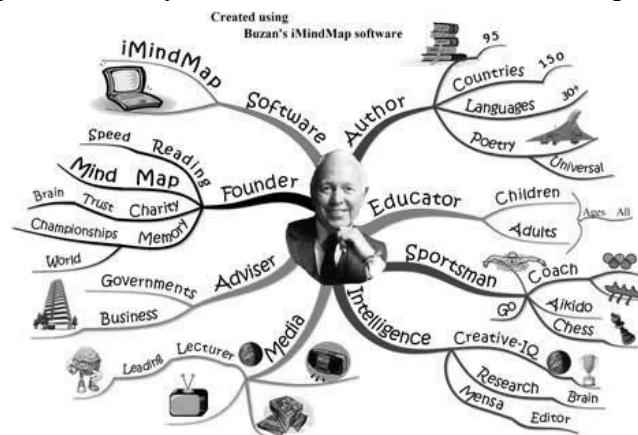 Created using
Buzan's iMindMap software
iMindMap
Software
Author
95
Countries
150
Languages
30+
Poetry
Universal
Speed
Reading
Mind Map
Founder
Brain
Trust
Charity
Championships
Memory
World
Educator
Children
Adults
Ages
All
Governments
Adviser
Business
Sportsman
Coach
GO
Aikido
Chess
Leading
Lecturer
Media
Intelligence
Creative-IQ
Research
Brain
Mensa
Editor